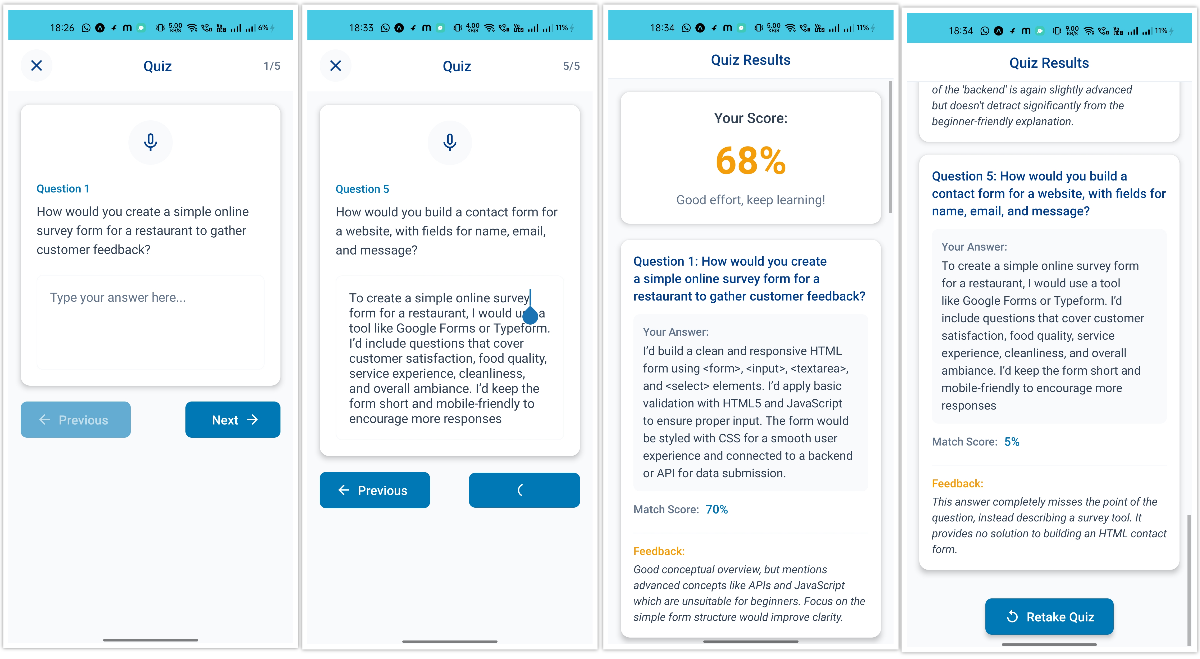 18:26 m 5.00 KB/S 6%
Quiz
1/5
Question 1
How would you create a simple online
survey form for a restaurant to gather
customer feedback?
Type your answer here...
Previous
Next
18:33 m 4.00 KB/S 11%
Quiz
5/5
Question 5
How would you build a contact form for
a website, with fields for name, email,
and message?
To create a simple online survey
form for a restaurant, I would use a
tool like Google Forms or Typeform.
I'd include questions that cover
customer satisfaction, food quality,
service experience, cleanliness,
and overall ambiance. I'd keep the
form short and mobile-friendly to
encourage more responses
Previous
18:34 m 5.00 KB/S 11%
Quiz Results
Your Score:
68%
Good effort, keep learning!
Question 1: How would you create
a simple online survey form for a
restaurant to gather customer feedback?
Your Answer:
I'd build a clean and responsive HTML
form using <form>, <input>, <textarea>,
and <select> elements. I'd apply basic
validation with HTML5 and JavaScript
to ensure proper input. The form would
be styled with CSS for a smooth user
experience and connected to a backend
or API for data submission.
Match Score: 70%
Feedback:
Good conceptual overview, but mentions
advanced concepts like APIs and JavaScript
which are unsuitable for beginners. Focus on the
simple form structure would improve clarity.
18:34 m 9.00 KB/S 11%
Quiz Results
of the 'backend' is again slightly advanced
but doesn't detract significantly from the
beginner-friendly explanation.
Question 5: How would you build a
contact form for a website, with fields for
name, email, and message?
Your Answer:
To create a simple online survey form
for a restaurant, I would use a tool
like Google Forms or Typeform. I'd
include questions that cover customer
satisfaction, food quality, service
experience, cleanliness, and overall
ambiance. I'd keep the form short and
mobile-friendly to encourage more
responses
Match Score: 5%
Feedback:
This answer completely misses the point of the
question, instead describing a survey tool. It
provides no solution to building an HTML contact
form.
Retake Quiz